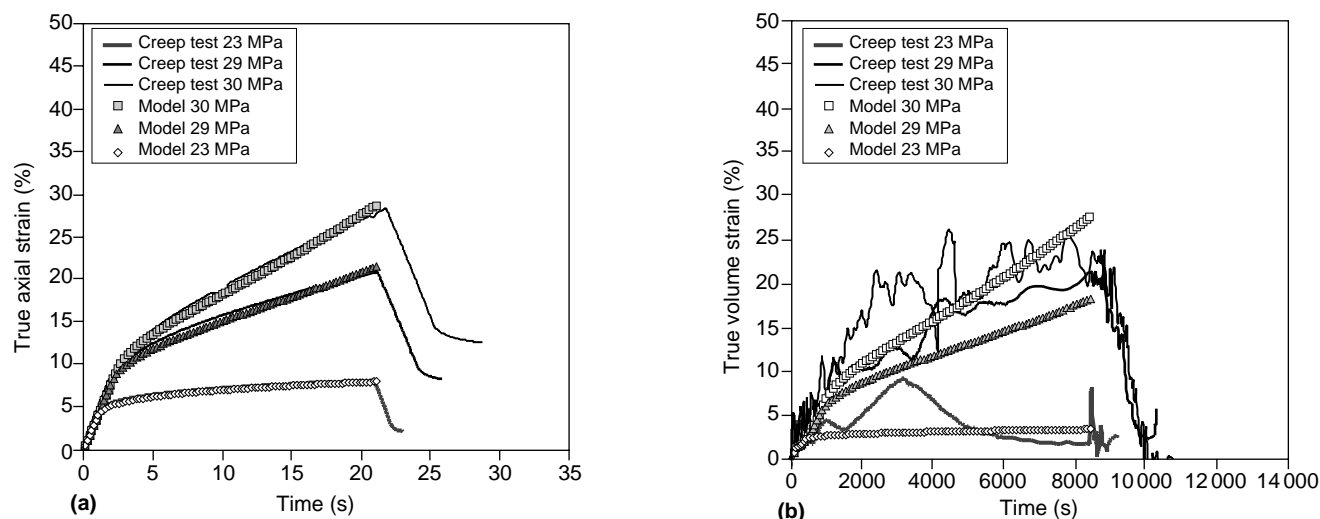 50
45
40
35
30
25
20
15
10
5
0
True axial strain (%)
Creep test 23 MPa
Creep test 29 MPa
Creep test 30 MPa
Model 30 MPa
Model 29 MPa
Model 23 MPa
0 5 10 15 20 25 30 35
(a) Time (s)
50
45
40
35
30
25
20
15
10
5
0
True volume strain (%)
Creep test 23 MPa
Creep test 29 MPa
Creep test 30 MPa
Model 30 MPa
Model 29 MPa
Model 23 MPa
0 2000 4000 6000 8000 10 000 12 000 14 000
(b) Time (s)